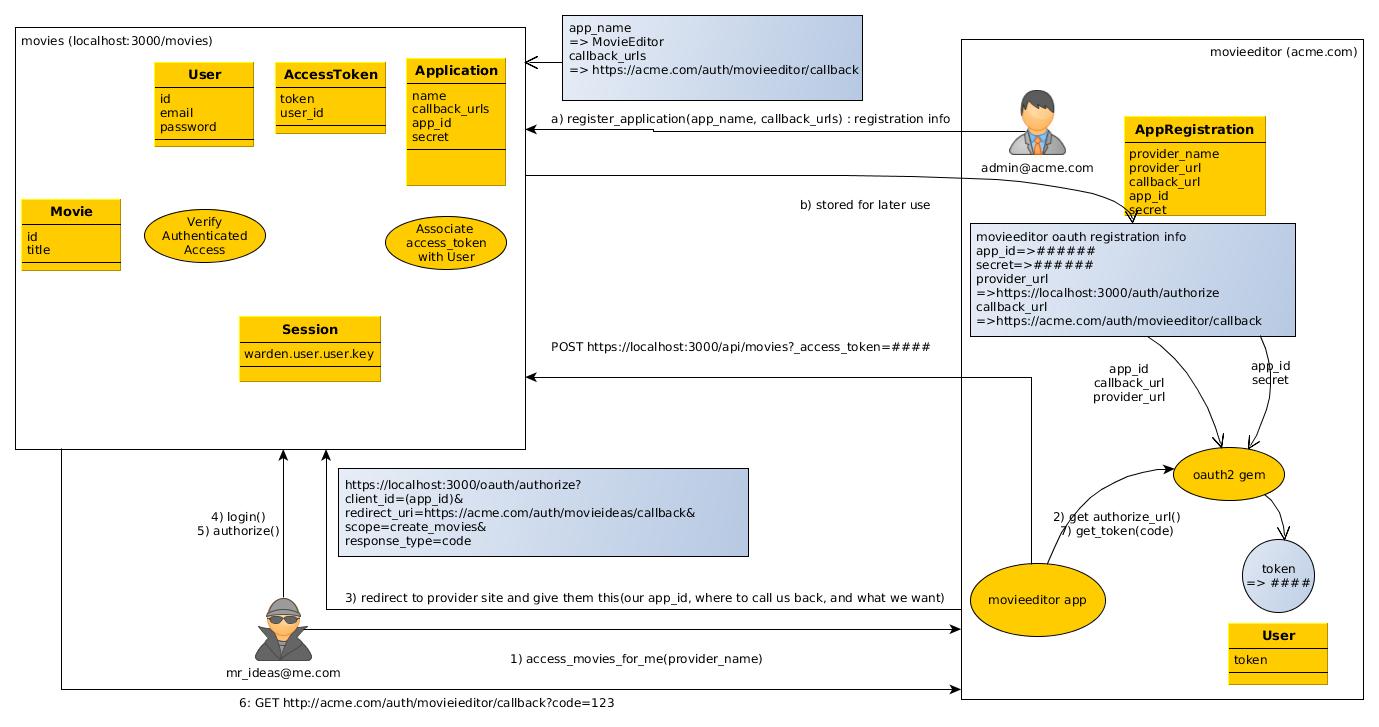 movies (localhost:3000/movies)
User
id
email
password
AccessToken
token
user_id
Application
name
callback_urls
app_id
secret
app_name
=> MovieEditor
callback_urls
=> https://acme.com/auth/movieeditor/callback
movieeditor (acme.com)
a) register_application(app_name, callback_urls) : registration info
admin@acme.com
AppRegistration
provider_name
provider_url
callback_url
app_id
secret
b) stored for later use
Movie
id
title
Verify
Authenticated
Access
Associate
access_token
with User
movieeditor oauth registration info
app_id=>######
secret=>######
provider_url
=>https://localhost:3000/auth/authorize
callback_url
=>https://acme.com/auth/movieeditor/callback
Session
warden.user.user.key
POST https://localhost:3000/api/movies?_access_token=####
app_id
callback_url
provider_url
app_id
secret
oauth2 gem
https://localhost:3000/oauth/authorize?
client_id=(app_id)&
redirect_uri=https://acme.com/auth/movieideas/callback&
scope=create_movies&
response_type=code
4) login()
5) authorize()
2) get authorize_url()
7) get_token(code)
token
=> ####
3) redirect to provider site and give them this(our app_id, where to call us back, and what we want)
movieeditor app
User
token
mr_ideas@me.com
1) access_movies_for_me(provider_name)
6: GET http://acme.com/auth/movieieditor/callback?code=123